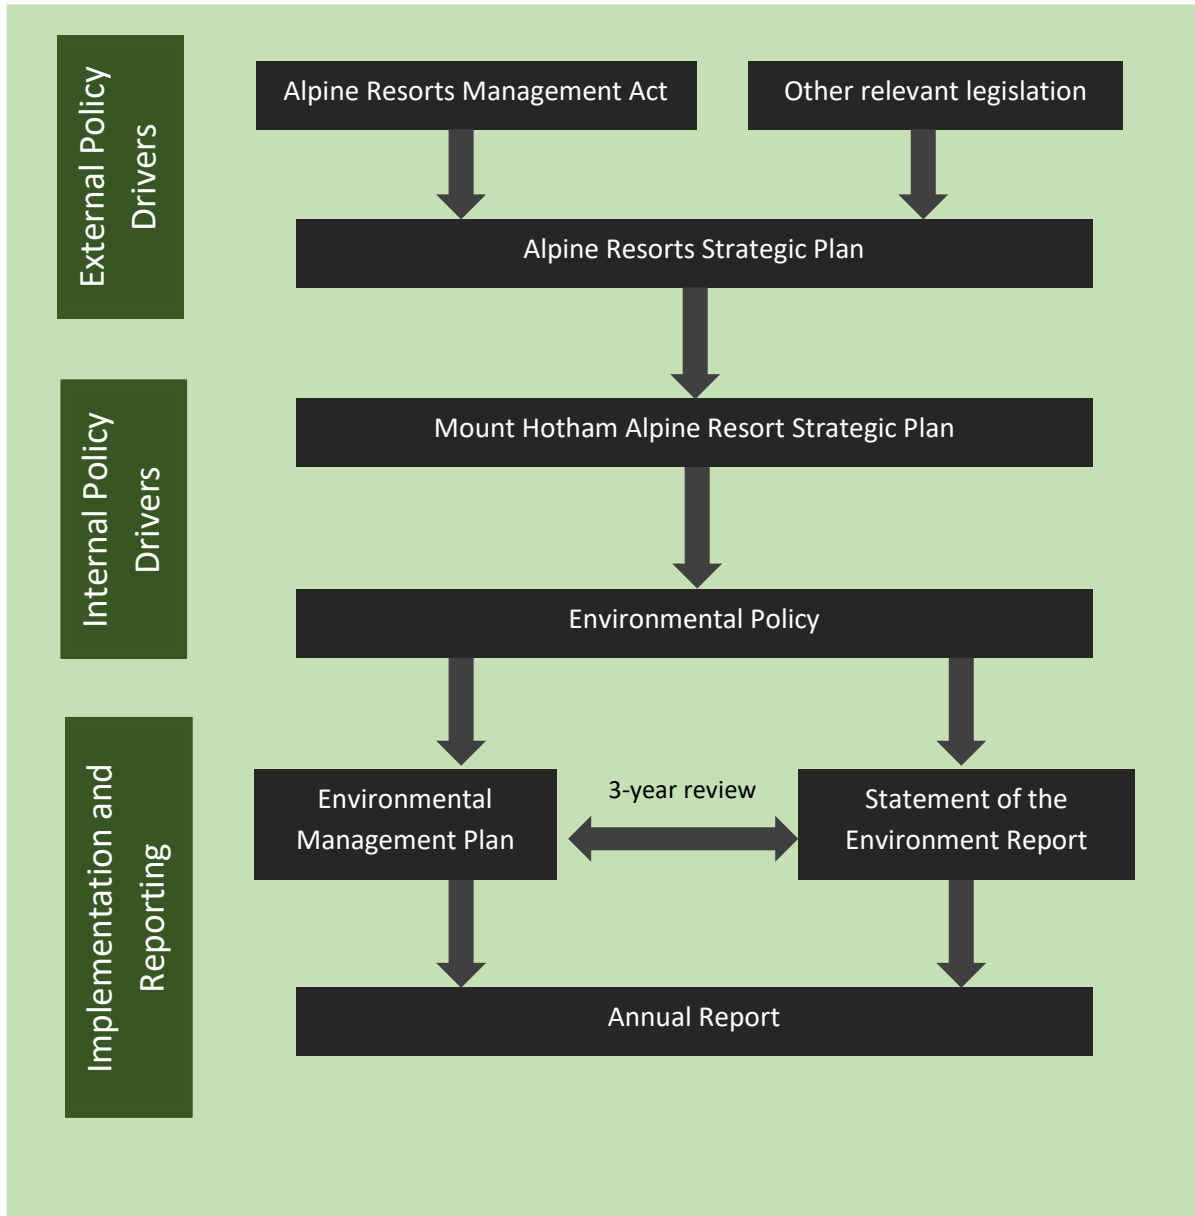 External Policy
Drivers
Alpine Resorts Management Act
Other relevant legislation
Alpine Resorts Strategic Plan
Internal Policy
Drivers
Mount Hotham Alpine Resort Strategic Plan
Environmental Policy
Implementation and
Reporting
Environmental
Management Plan
3-year review
Statement of the
Environment Report
Annual Report